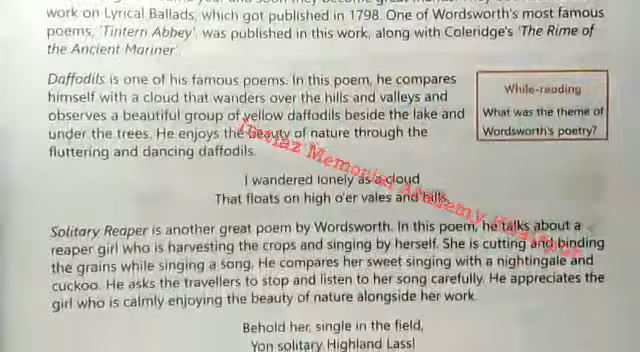 work on Lyrical Ballads, which got published in 1798. One of Wordsworth's most famous
poems, 'Tintern Abbey', was published in this work, along with Coleridge's 'The Rime of
the Ancient Mariner'.
Daffodils is one of his famous poems. In this poem, he compares
himself with a cloud that wanders over the hills and valleys and
observes a beautiful group of yellow daffodils beside the lake and
under the trees. He enjoys the beauty of nature through the
fluttering and dancing daffodils.
While-reading
What was the theme of
Wordsworth's poetry?
I wandered lonely as a cloud
That floats on high o'er vales and hills,
Solitary Reaper is another great poem by Wordsworth. In this poem, he talks about a
reaper girl who is harvesting the crops and singing by herself. She is cutting and binding
the grains while singing a song. He compares her sweet singing with a nightingale and
cuckoo. He asks the travellers to stop and listen to her song carefully. He appreciates the
girl who is calmly enjoying the beauty of nature alongside her work.
Behold her, single in the field,
Yon solitary Highland Lass!
Memorial Academy